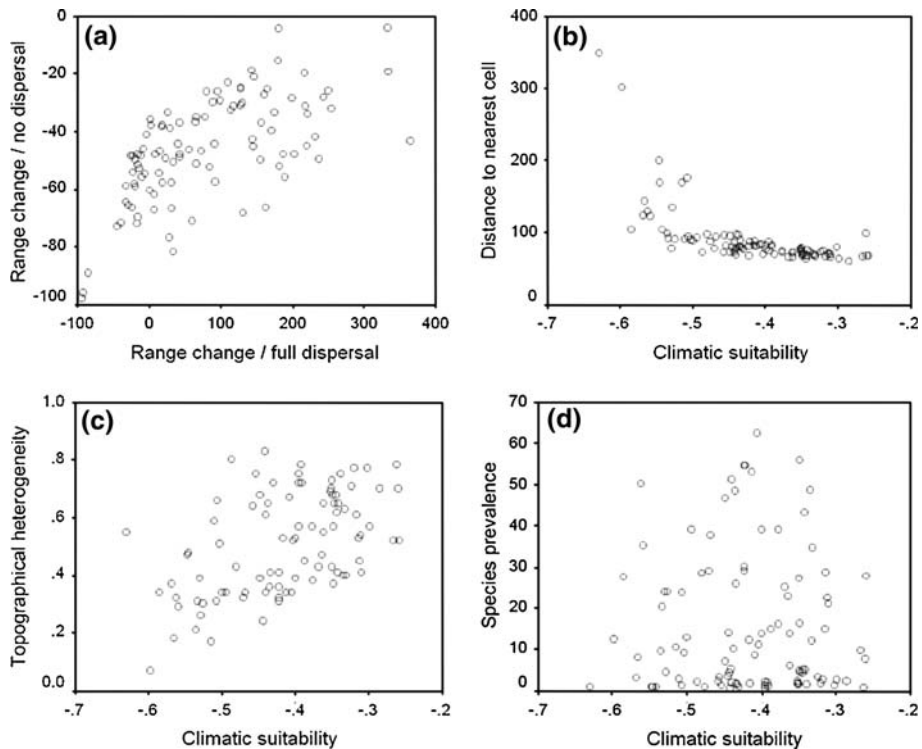 (a)
0
-20
-40
-60
-80
-100
Range change / no dispersal
-100 0 100 200 300 400
Range change / full dispersal
(b)
400
300
200
100
0
Distance to nearest cell
-.7 -.6 -.5 -.4 -.3 -.2
Climatic suitability
(c)
1.0
.8
.6
.4
.2
0.0
Topographical heterogeneity
-.7 -.6 -.5 -.4 -.3 -.2
Climatic suitability
(d)
70
60
50
40
30
20
10
0
Species prevalence
-.7 -.6 -.5 -.4 -.3 -.2
Climatic suitability